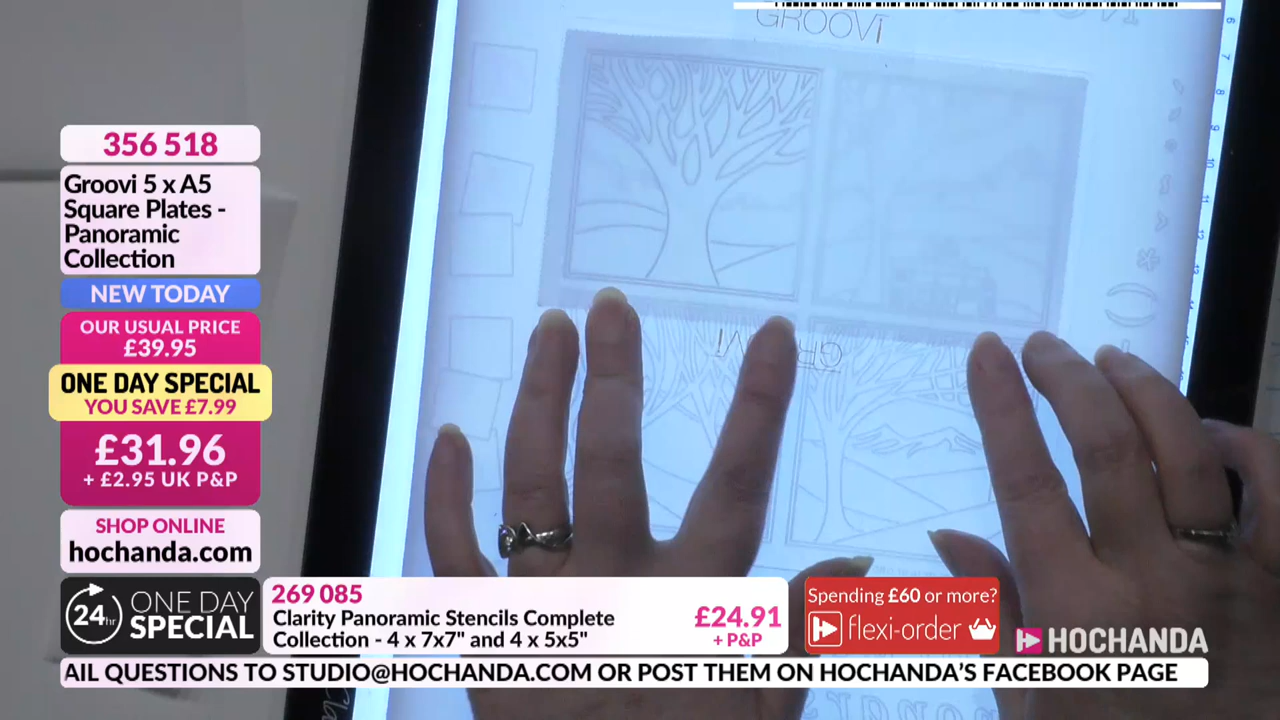 GROOVi
356 518
Groovi 5 x A5
Square Plates -
Panoramic
Collection
NEW TODAY
OUR USUAL PRICE
£39.95
ONE DAY SPECIAL
YOU SAVE £7.99
£31.96
+ £2.95 UK P&P
SHOP ONLINE
hochanda.com
GROOVi
24hr
ONE DAY
SPECIAL
269 085
Clarity Panoramic Stencils Complete
Collection - 4 x 7x7" and 4 x 5x5"
£24.91
+ P&P
Spending £60 or more?
flexi-order
HOCHANDA
AIL QUESTIONS TO STUDIO@HOCHANDA.COM OR POST THEM ON HOCHANDA'S FACEBOOK PAGE